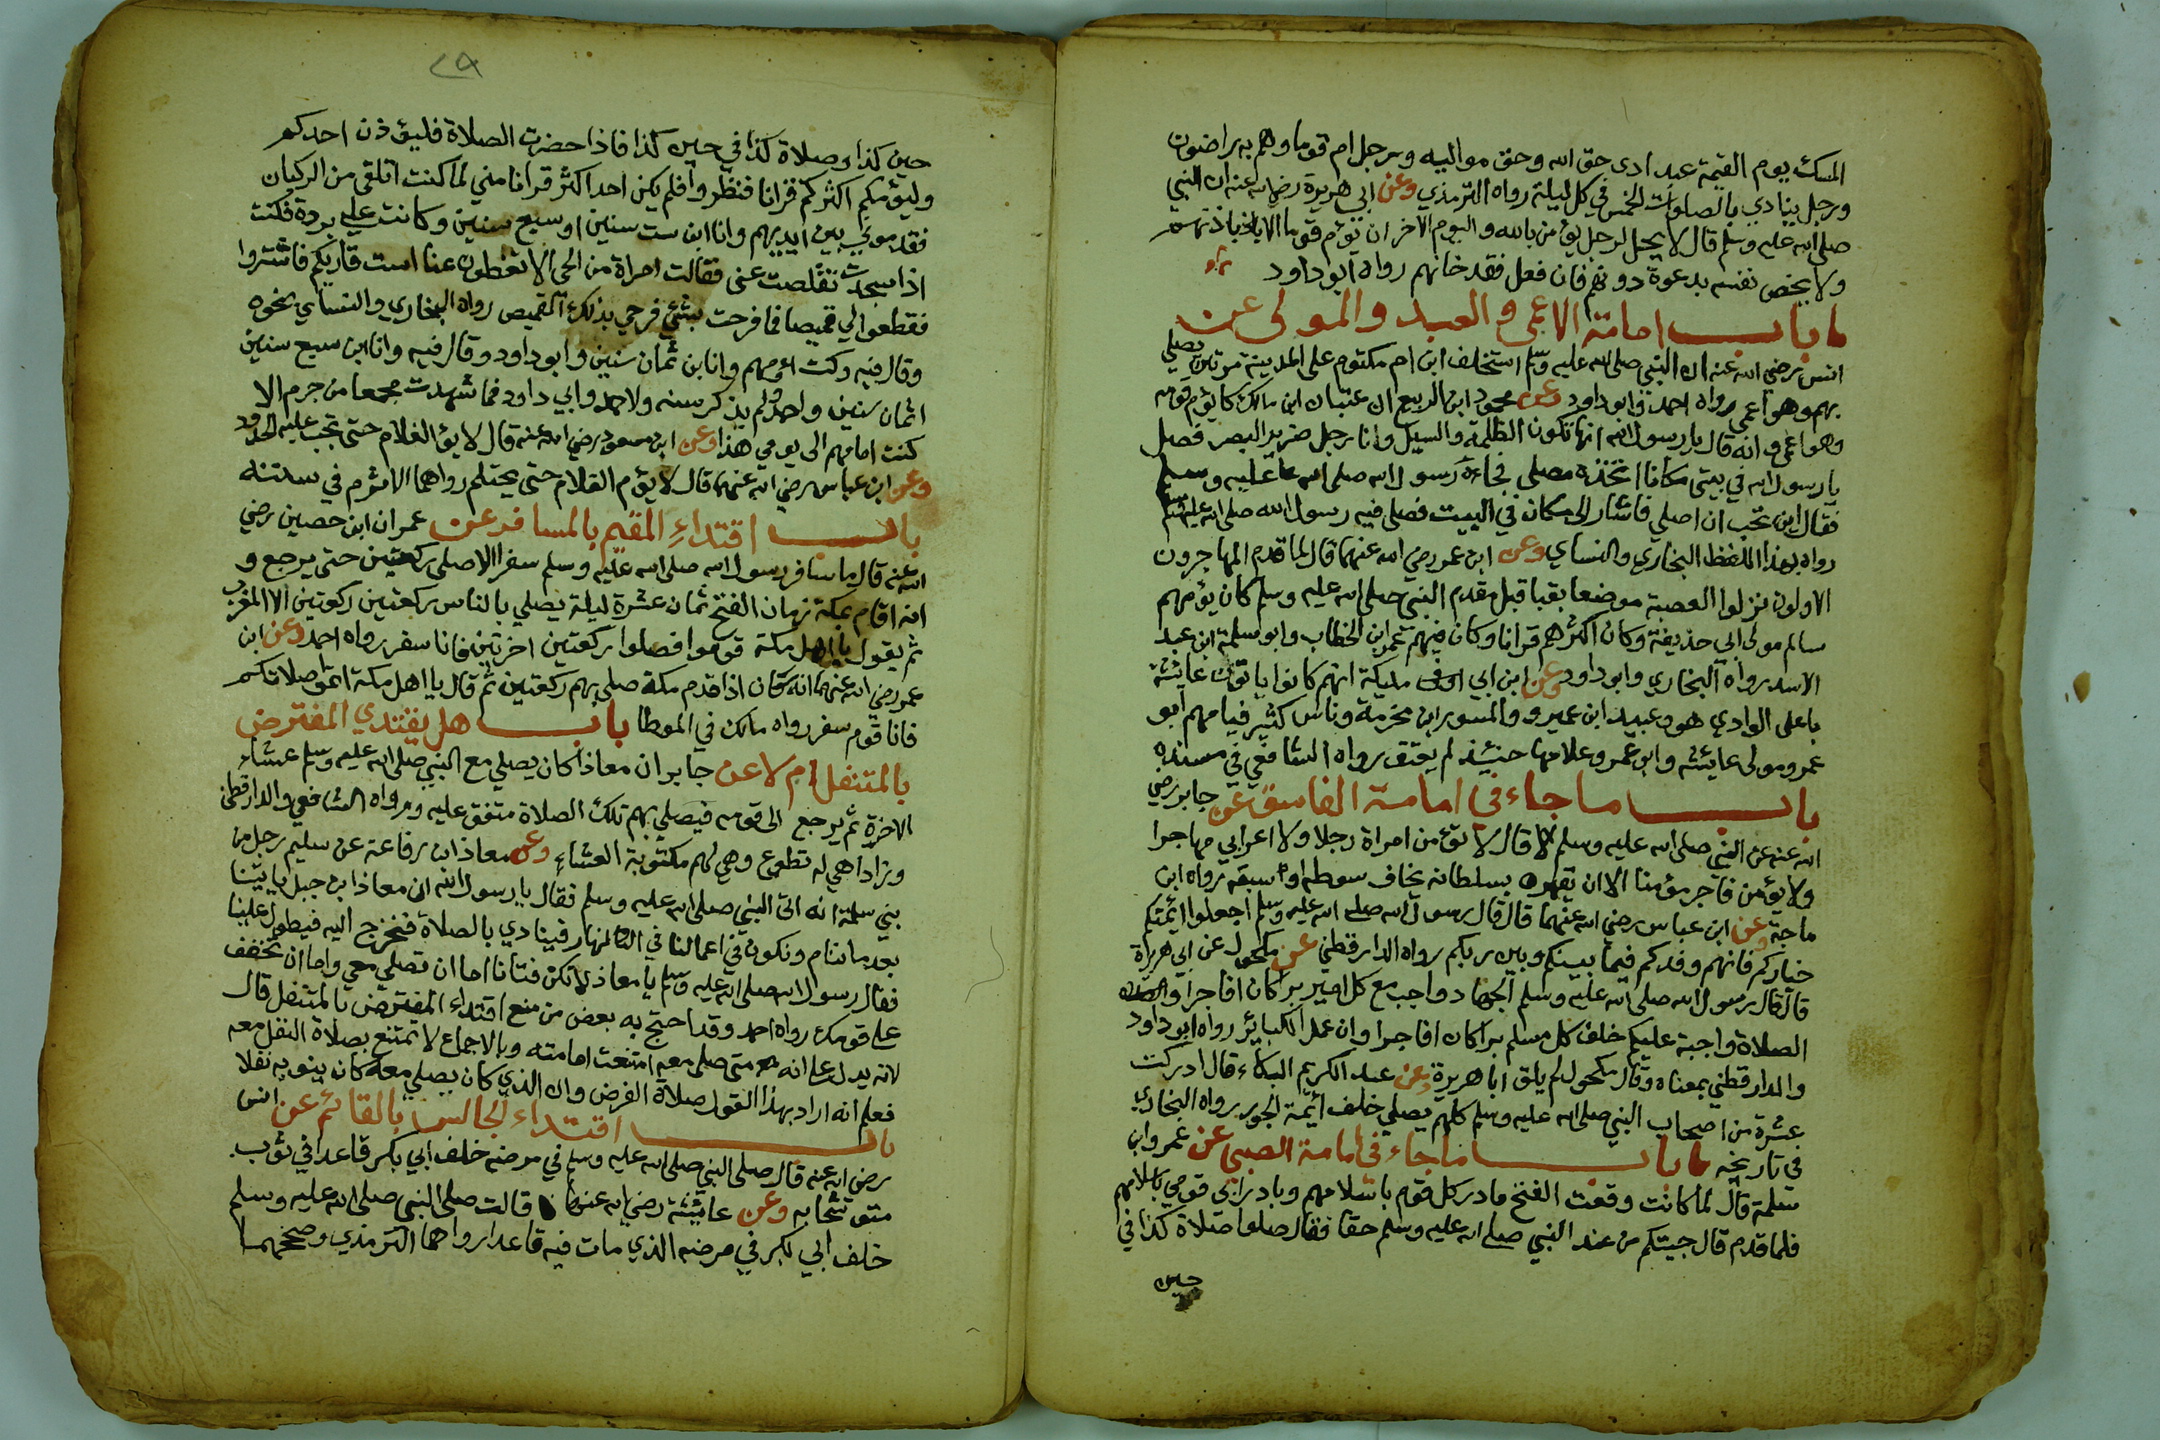 المسك يوم القيمة عبد ادى حق الله وحق مواليه ورجل ام قوما وهم به راضون
ورجل ينادي بالصلوات الخمس في كل ليلة رواه الترمذي وعن ابي هريرة رضي الله عنه ان النبي
صلى الله عليه وسلم قال لا يحل لرجل يؤمن بالله واليوم الاخر ان يؤم قوما الا باذنهم
ولا يخص نفسه بدعوة دونهم فان فعل فقد خانهم رواه ابو داود
باب امامة الاعمى والعبد والمولى عن
انس رضي الله عنه ان النبي صلى الله عليه وسلم استخلف ابن ام مكتوم على المدينة مرتين يصلي
بهم وهو اعمى رواه احمد وابو داود وعن محمود ابن الربيع ان عتبان ابن مالك كان يؤم قومه
وهو اعمى وانه قال يا رسول الله انها تكون الظلمة والسيل وانا رجل ضرير البصر فصل
يا رسول الله في بيتي مكانا اتخذه مصلى فجاءه رسول الله صلى الله عليه وسلم
فقال اين تحب ان اصلي فاشار الى مكان في البيت فصلى فيه رسول الله صلى الله عليه وسلم
رواه بهذا اللفظ البخاري والنساي وعن ابن عمر رضي الله عنهما قال لما قدم المهاجرون
الاولون نزلوا العصبة موضعا بقبا قبل مقدم النبي صلى الله عليه وسلم كان يؤمهم
سالم مولى ابي حذيفة وكان اكثرهم قرانا وكان فيهم عمر ابن الخطاب وابو سلمة ابن عبد
الاسد رواه البخاري وابو داود وعن ابن ابي مليكة انهم كانوا ياتون عايشة
باعلى الوادي هو وعبيد ابن عمير والمسور ابن مخرمة وناس كثير فيامهم ابو
عمرو مولى عايشة وابو عمرو غلامها حينئذ لم يعتق رواه الشافعي في مسنده
باب ما جاء في امامة الفاسق عن جابر رضي
الله عنه عن النبي صلى الله عليه وسلم قال لا تؤمن امراة رجلا ولا اعرابي مهاجرا
ولا يؤمن فاجر مؤمنا الا ان يقهره بسلطانه يخاف سوطه او سيفه رواه ابن
ماجة وعن ابن عباس رضي الله عنهما قال قال رسول الله صلى الله عليه وسلم اجعلوا ائمتكم
خياركم فانهم وفدكم فيما بينكم وبين ربكم رواه الدارقطني عن مكحول عن ابي هريرة
قال قال رسول الله صلى الله عليه وسلم الجهاد واجب مع كل امير برا كان او فاجرا
الصلاة واجبة عليكم خلف كل مسلم برا كان او فاجرا وان عمل الكباير رواه ابو داود
والدارقطني بمعناه وقال مكحول لم يلق ابا هريرة وعن عبد الكريم البكاء قال ادركت
عشرة من اصحاب النبي صلى الله عليه وسلم كلهم يصلي خلف ائمة الجور رواه البخاري
في تاريخه باب ما جاء في امامة الصبي عن عمرو ابن
سلمة قال لما كانت وقعت الفتح بادر كل قوم باسلامهم وبادر ابي قومي باسلامهم
فلما قدم قال جيتكم من عند النبي صلى الله عليه وسلم حقا فقال صلوا صلاة كذا في
حين
حين كذا وصلاة كذا في حين كذا فاذا حضرت الصلاة فليؤذن احدكم
وليؤمكم اكثركم قرانا فنظروا فلم يكن احد اكثر قرانا مني لما كنت اتلقى من الركبان
فقدموني بين ايديهم وانا ابن ست سنين او سبع سنين وكانت علي بردة فكنت
اذا سجدت تقلصت عني فقالت امراة من الحي الا تغطون عنا است قاريكم فاشتروا
فقطعوا لي قميصا فما فرحت بشئ فرحي بذلك القميص رواه البخاري والنساي بنحوه
وقال فيه وكنت اؤمهم وانا بن ثمان سنين وابو داود وقال فيه وانا بن سبع سنين
اثمان سنين واحمد ولم يذكر سنه ولاحمد وابي داود فما شهدت مجمعا من جرم الا
كنت امامهم الى يومي هذا وعن ابن مسعود رضي الله عنه قال لا يؤم الغلام حتى تجب عليه الحدود
وعن ابن عباس رضي الله عنهما قال لا يؤم الغلام حتى يحتلم رواهما الاثرم في سننه
باب اقتداء المقيم بالمسافر عن عمران ابن حصين رضي
الله عنه قال ما سافر رسول الله صلى الله عليه وسلم سفرا الا صلى ركعتين حتى يرجع و
انه اقام بمكة زمان الفتح ثمان عشرة ليلة يصلي بالناس ركعتين ركعتين الا المغرب
ثم يقول يا اهل مكة قوموا فصلوا ركعتين اخرتين فانا سفر رواه احمد وعن ابن
عمر رضي الله عنهما انه كان اذا قدم مكة صلى بهم ركعتين ثم قال يا اهل مكة اتموا صلاتكم
فانا قوم سفر رواه مالك في الموطا باب هل يقتدي المفترض
بالمتنفل ام لا عن جابر ان معاذا كان يصلي مع النبي صلى الله عليه وسلم عشاء
الاخرة ثم يرجع الى قومه فيصلي بهم تلك الصلاة متفق عليه ورواه الشافعي والدارقطني
وزادا هي له تطوع وهي لهم مكتوبة العشاء وعن معاذ ابن رفاعة عن سليم رجل من
بني سلمة انه اتى النبي صلى الله عليه وسلم فقال يا رسول الله ان معاذ ابن جبل ياتينا
بعد ما ننام ونكون في اعمالنا في النهار فينادي بالصلاة فنخرج اليه فيطول علينا
فقال رسول الله صلى الله عليه وسلم يا معاذ لا تكن فتانا اما ان تصلي معي واما ان تخفف
على قومك رواه احمد وقد احتج به بعض من منع اقتداء المفترض بالمتنفل قال
لانه يدل على انه متى صلى معه امتنعت امامته وبالاجماع لا تمتنع بصلاة النفل معه
فعلم انه اراد بهذا القول صلاة الفرض وان الذي كان يصلي معه كان ينويه نفلا
باب اقتداء الجالس بالقائم عن انس
رضي الله عنه قال صلى النبي صلى الله عليه وسلم في مرضه خلف ابي بكر قاعدا في ثوب
متوشحا به وعن عايشة رضي الله عنها قالت صلى النبي صلى الله عليه وسلم
خلف ابي بكر في مرضه الذي مات فيه قاعدا رواهما الترمذي وصححهما